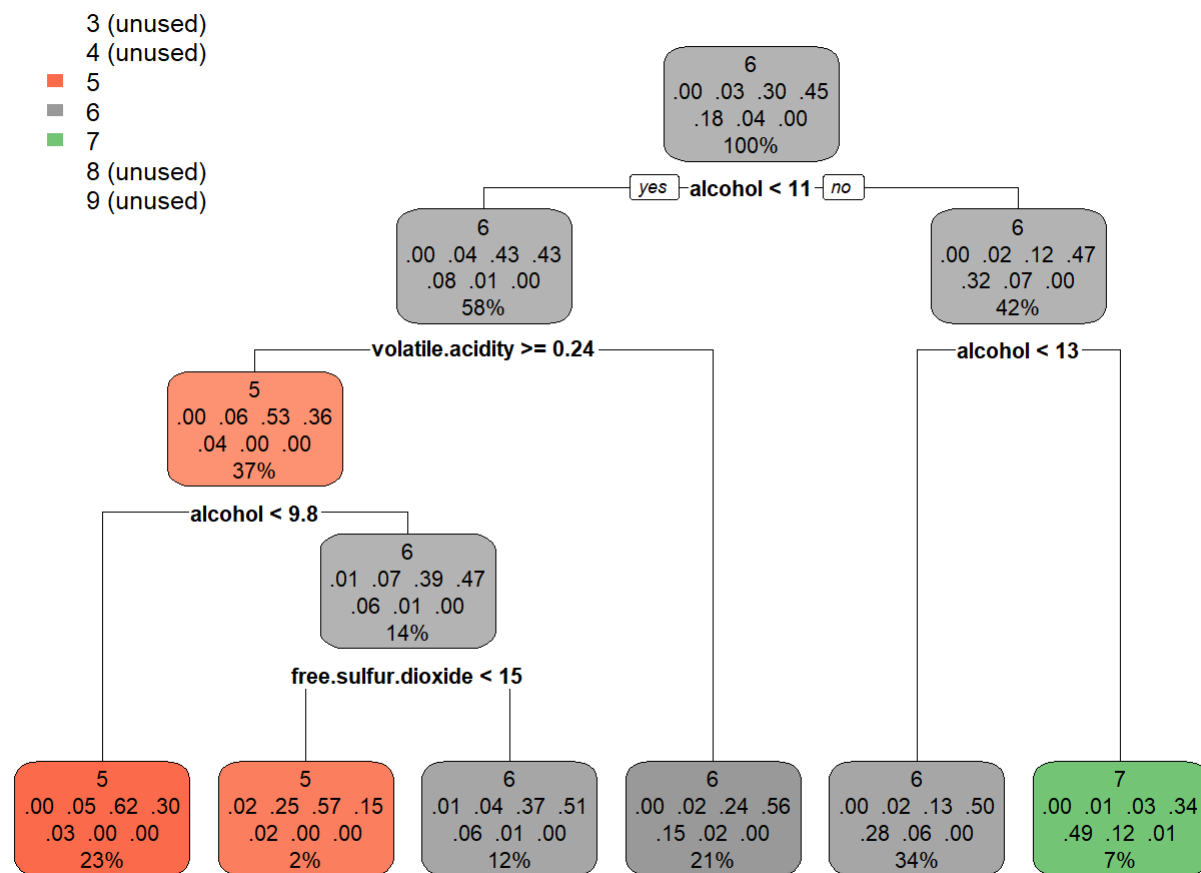 3 (unused)
4 (unused)
5
6
7
8 (unused)
9 (unused)
6
.00 .03 .30 .45
.18 .04 .00
100%
yes alcohol < 11 no
6
.00 .04 .43 .43
.08 .01 .00
58%
6
.00 .02 .12 .47
.32 .07 .00
42%
volatile.acidity >= 0.24
alcohol < 13
5
.00 .06 .53 .36
.04 .00 .00
37%
alcohol < 9.8
6
.01 .07 .39 .47
.06 .01 .00
14%
free.sulfur.dioxide < 15
5
.00 .05 .62 .30
.03 .00 .00
23%
5
.02 .25 .57 .15
.02 .00 .00
2%
6
.01 .04 .37 .51
.06 .01 .00
12%
6
.00 .02 .24 .56
.15 .02 .00
21%
6
.00 .02 .13 .50
.28 .06 .00
34%
7
.00 .01 .03 .34
.49 .12 .01
7%